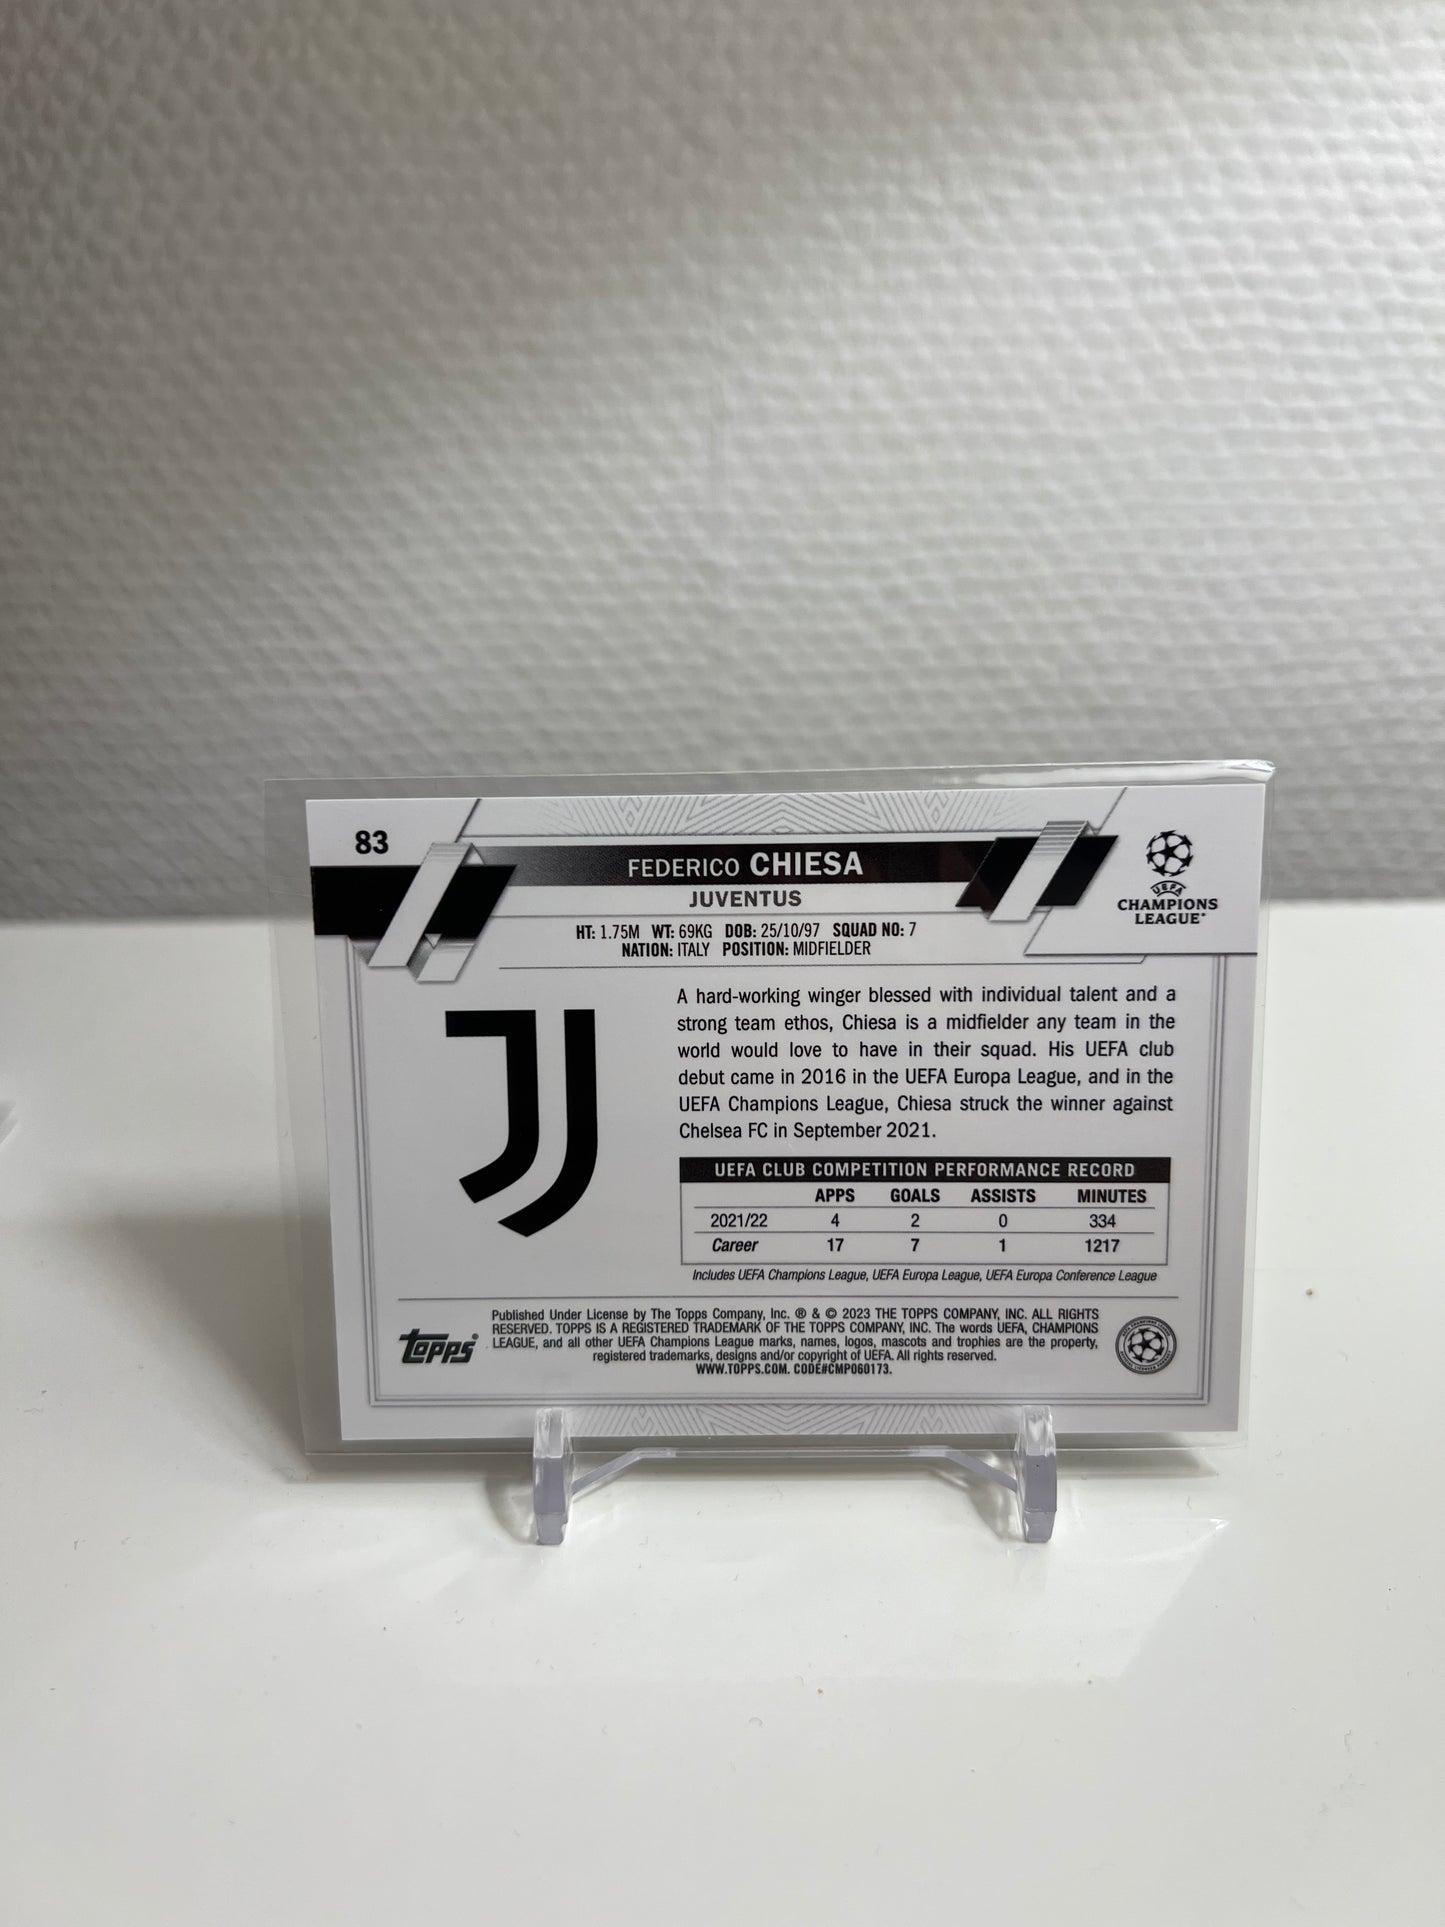 83
FEDERICO CHIESA
JUVENTUS
UEFA
CHAMPIONS
LEAGUE
HT: 1.75M WT: 69KG DOB: 25/10/97 SQUAD NO: 7
NATION: ITALY POSITION: MIDFIELDER
A hard-working winger blessed with individual talent and a
strong team ethos, Chiesa is a midfielder any team in the
world would love to have in their squad. His UEFA club
debut came in 2016 in the UEFA Europa League, and in the
UEFA Champions League, Chiesa struck the winner against
Chelsea FC in September 2021.
UEFA CLUB COMPETITION PERFORMANCE RECORD
APPS GOALS ASSISTS MINUTES
2021/22 4 2 0 334
Career 17 7 1 1217
Includes UEFA Champions League, UEFA Europa League, UEFA Europa Conference League
topps
Published Under License by The Topps Company, Inc. ® & © 2023 THE TOPPS COMPANY, INC. ALL RIGHTS
RESERVED. TOPPS IS A REGISTERED TRADEMARK OF THE TOPPS COMPANY, INC. The words UEFA, CHAMPIONS
LEAGUE, and all other UEFA Champions League marks, names, logos, mascots and trophies are the property,
registered trademarks, designs and/or copyright of UEFA. All rights reserved.
WWW.TOPPS.COM. CODE#CMP060173.